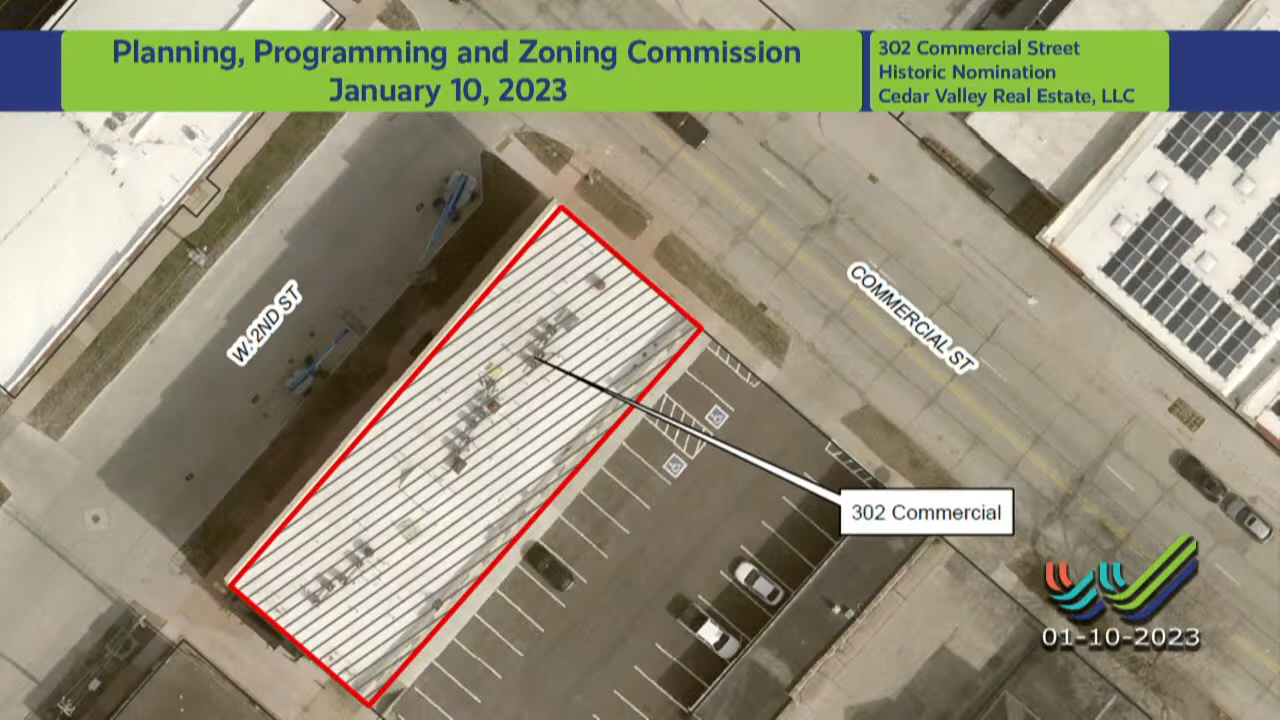 Planning, Programming and Zoning Commission
January 10, 2023
302 Commercial Street
Historic Nomination
Cedar Valley Real Estate, LLC
W. 2ND ST
COMMERCIAL ST
302 Commercial
01-10-2023